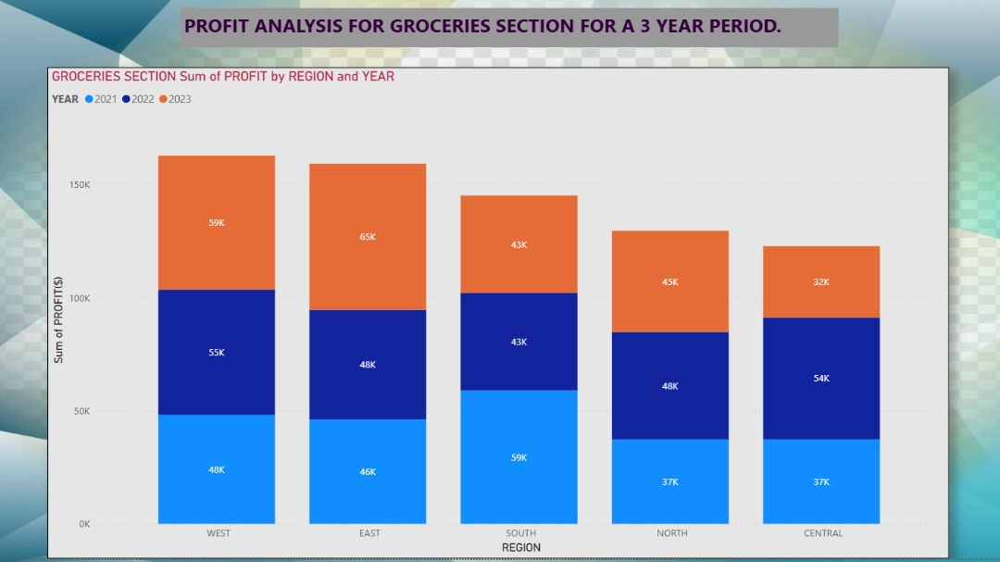 PROFIT ANALYSIS FOR GROCERIES SECTION FOR A 3 YEAR PERIOD.
GROCERIES SECTION Sum of PROFIT by REGION and YEAR
YEAR 2021 2022 2023
Sum of PROFIT($)
150K
100K
50K
0K
59K 65K 43K 45K 32K
55K 48K 43K 48K 54K
48K 46K 59K 37K 37K
WEST EAST SOUTH NORTH CENTRAL
REGION